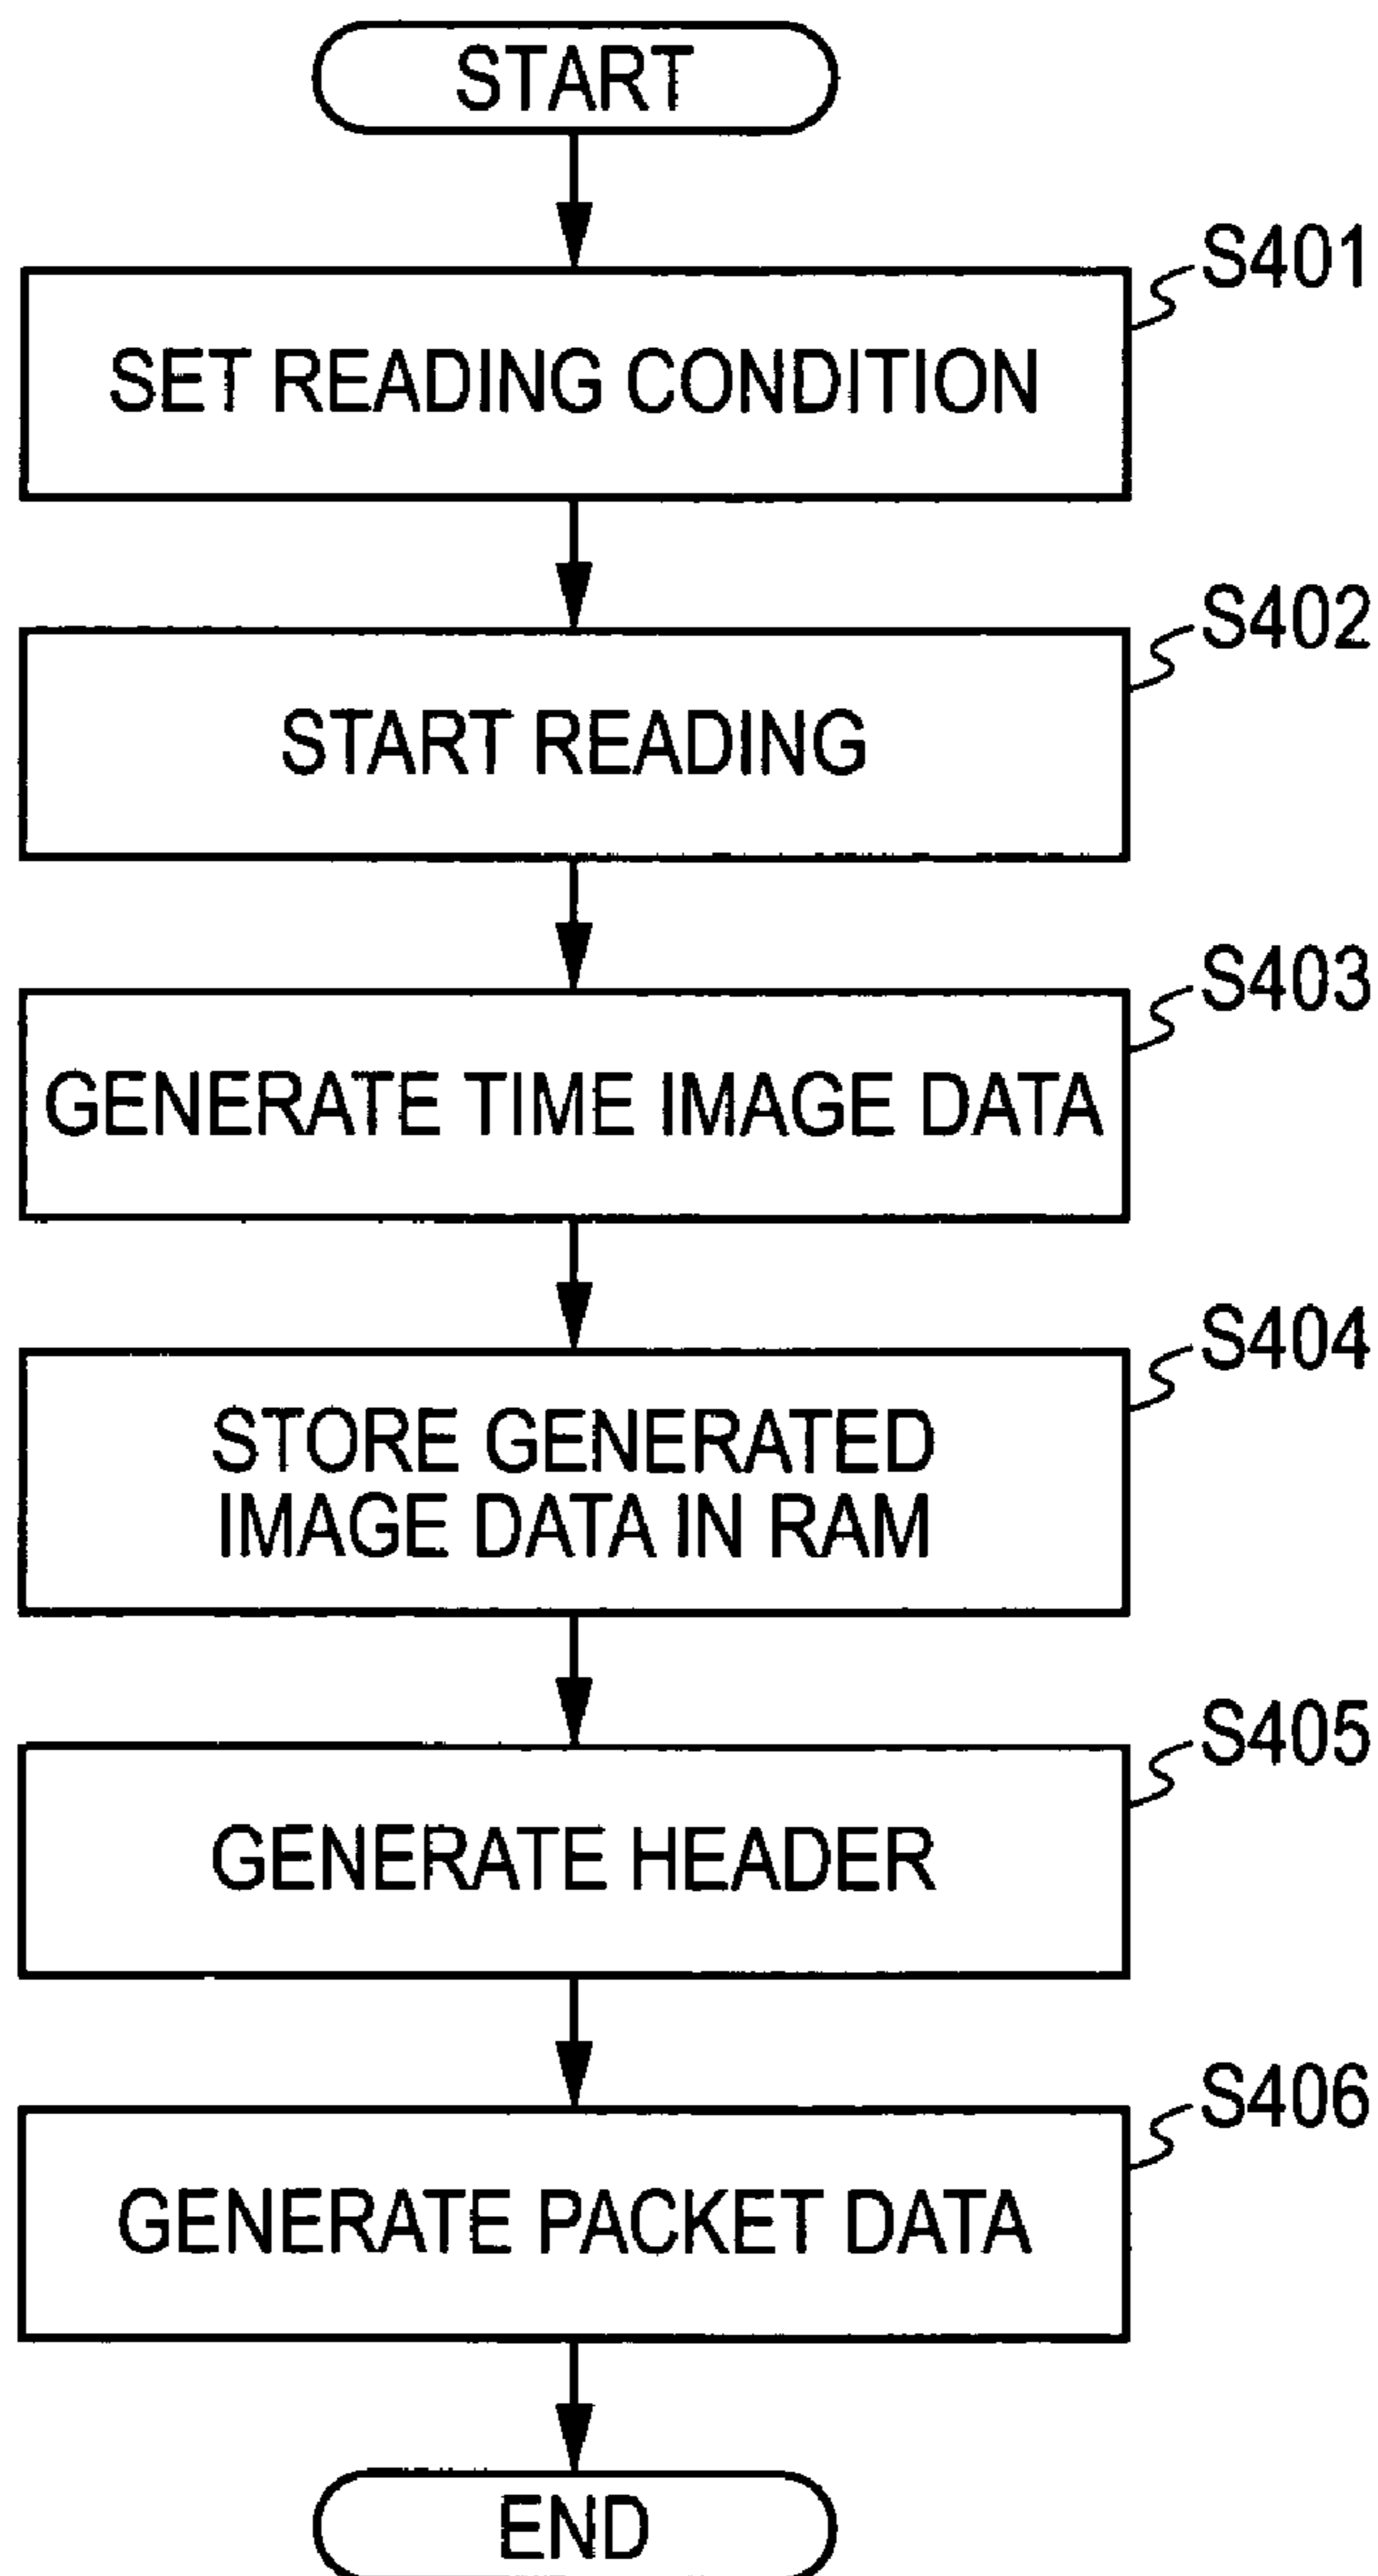 START
S401
SET READING CONDITION
S402
START READING
S403
GENERATE TIME IMAGE DATA
S404
STORE GENERATED
IMAGE DATA IN RAM
S405
GENERATE HEADER
S406
GENERATE PACKET DATA
END